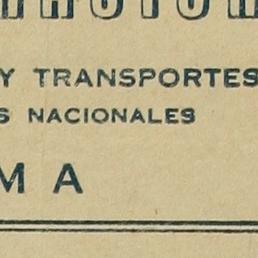 Y TRANSPORTES
S NACIONALES
M A